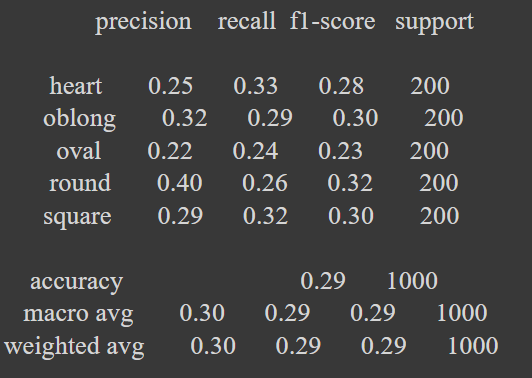 precision recall f1-score support
heart 0.25 0.33 0.28 200
oblong 0.32 0.29 0.30 200
oval 0.22 0.24 0.23 200
round 0.40 0.26 0.32 200
square 0.29 0.32 0.30 200
accuracy 0.29 1000
macro avg 0.30 0.29 0.29 1000
weighted avg 0.30 0.29 0.29 1000